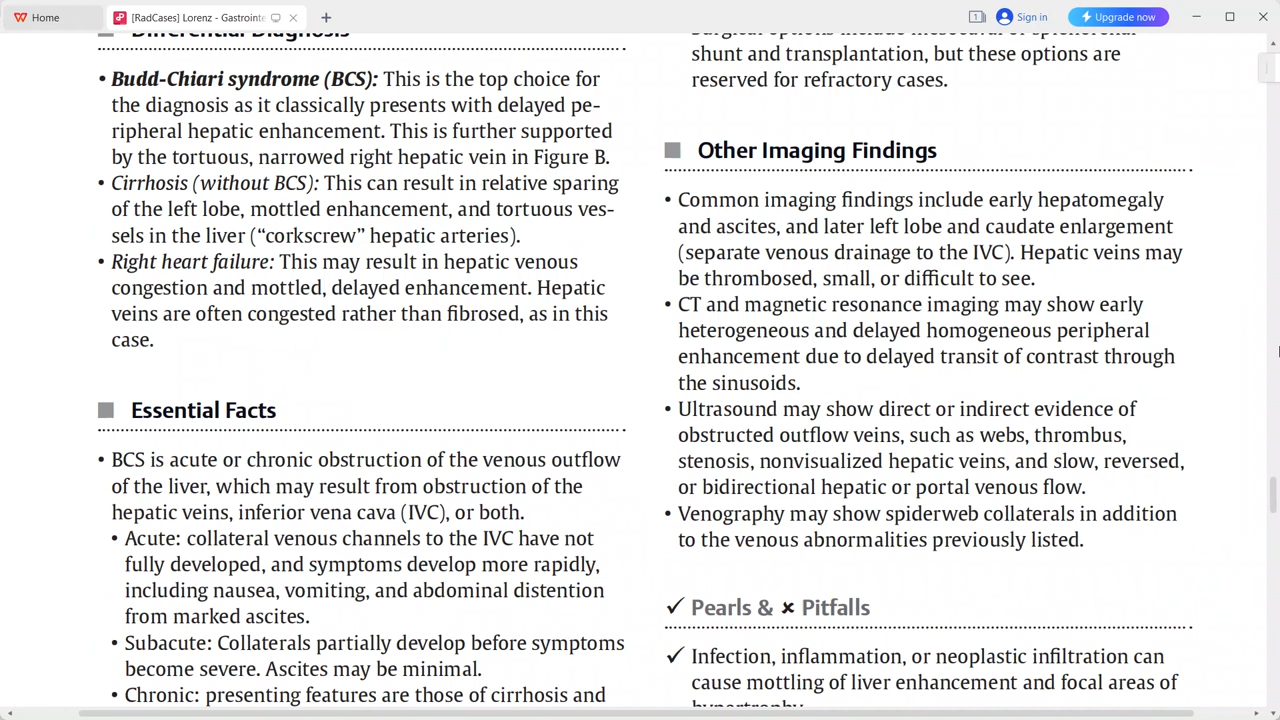 Home
[RadCases] Lorenz - Gastrointe
1
Sign in
Upgrade now
Differential Diagnosis
• Budd-Chiari syndrome (BCS): This is the top choice for
the diagnosis as it classically presents with delayed pe-
ripheral hepatic enhancement. This is further supported
by the tortuous, narrowed right hepatic vein in Figure B.
• Cirrhosis (without BCS): This can result in relative sparing
of the left lobe, mottled enhancement, and tortuous ves-
sels in the liver (“corkscrew” hepatic arteries).
• Right heart failure: This may result in hepatic venous
congestion and mottled, delayed enhancement. Hepatic
veins are often congested rather than fibrosed, as in this
case.
Essential Facts
• BCS is acute or chronic obstruction of the venous outflow
of the liver, which may result from obstruction of the
hepatic veins, inferior vena cava (IVC), or both.
• Acute: collateral venous channels to the IVC have not
fully developed, and symptoms develop more rapidly,
including nausea, vomiting, and abdominal distention
from marked ascites.
• Subacute: Collaterals partially develop before symptoms
become severe. Ascites may be minimal.
• Chronic: presenting features are those of cirrhosis and
Surgical options include mesocaval or splenorenal
shunt and transplantation, but these options are
reserved for refractory cases.
Other Imaging Findings
• Common imaging findings include early hepatomegaly
and ascites, and later left lobe and caudate enlargement
(separate venous drainage to the IVC). Hepatic veins may
be thrombosed, small, or difficult to see.
• CT and magnetic resonance imaging may show early
heterogeneous and delayed homogeneous peripheral
enhancement due to delayed transit of contrast through
the sinusoids.
• Ultrasound may show direct or indirect evidence of
obstructed outflow veins, such as webs, thrombus,
stenosis, nonvisualized hepatic veins, and slow, reversed,
or bidirectional hepatic or portal venous flow.
• Venography may show spiderweb collaterals in addition
to the venous abnormalities previously listed.
✓ Pearls & ✘ Pitfalls
✓ Infection, inflammation, or neoplastic infiltration can
cause mottling of liver enhancement and focal areas of
hypertrophy.